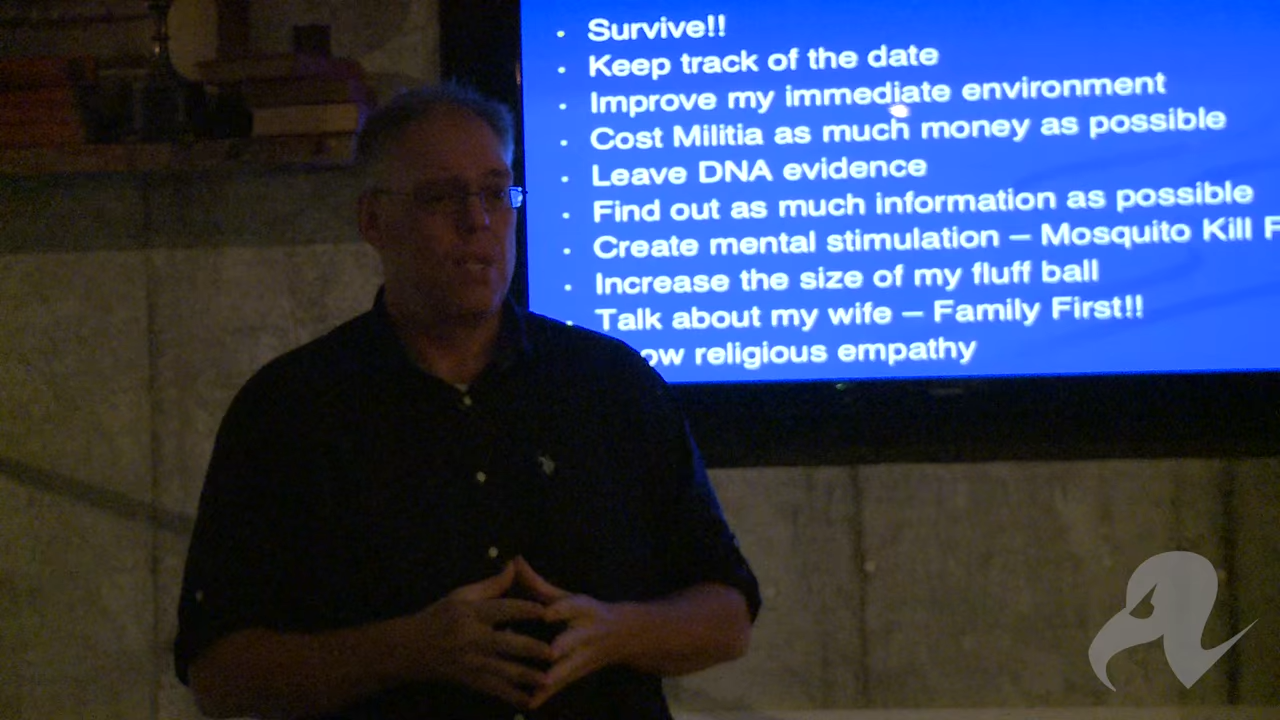 • Survive!!
• Keep track of the date
• Improve my immediate environment
• Cost Militia as much money as possible
• Leave DNA evidence
• Find out as much information as possible
• Create mental stimulation – Mosquito Kill
• Increase the size of my fluff ball
• Talk about my wife – Family First!!
ow religious empathy